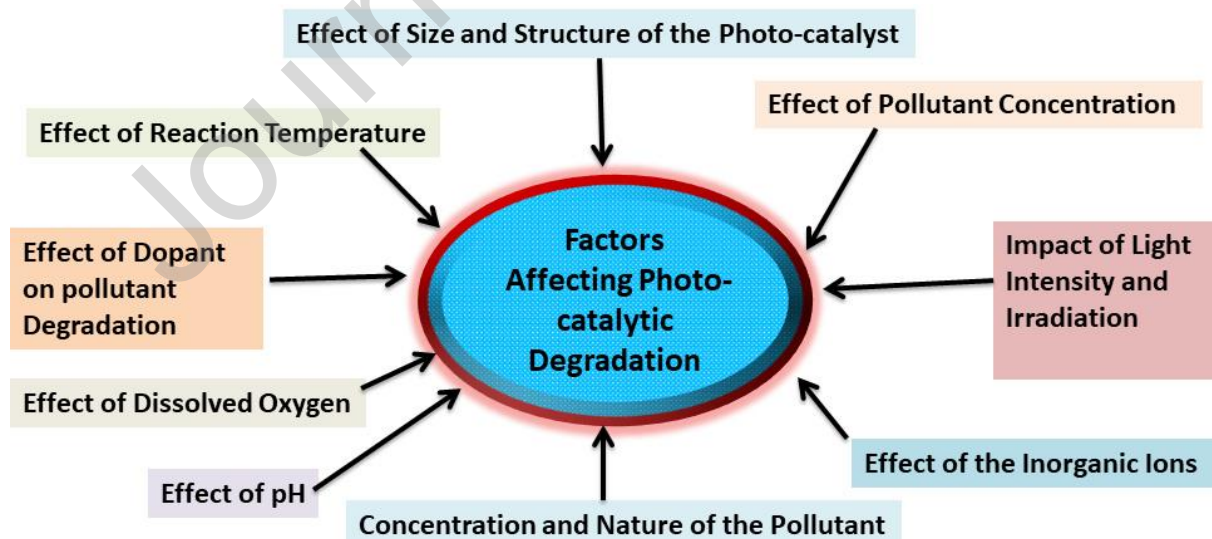 Effect of Size and Structure of the Photo-catalyst
Effect of Pollutant Concentration
Effect of Reaction Temperature
Journ
Factors
Affecting Photo-
catalytic
Degradation
Effect of Dopant
on pollutant
Degradation
Impact of Light
Intensity and
Irradiation
Effect of Dissolved Oxygen
Effect of the Inorganic Ions
Effect of pH
Concentration and Nature of the Pollutant